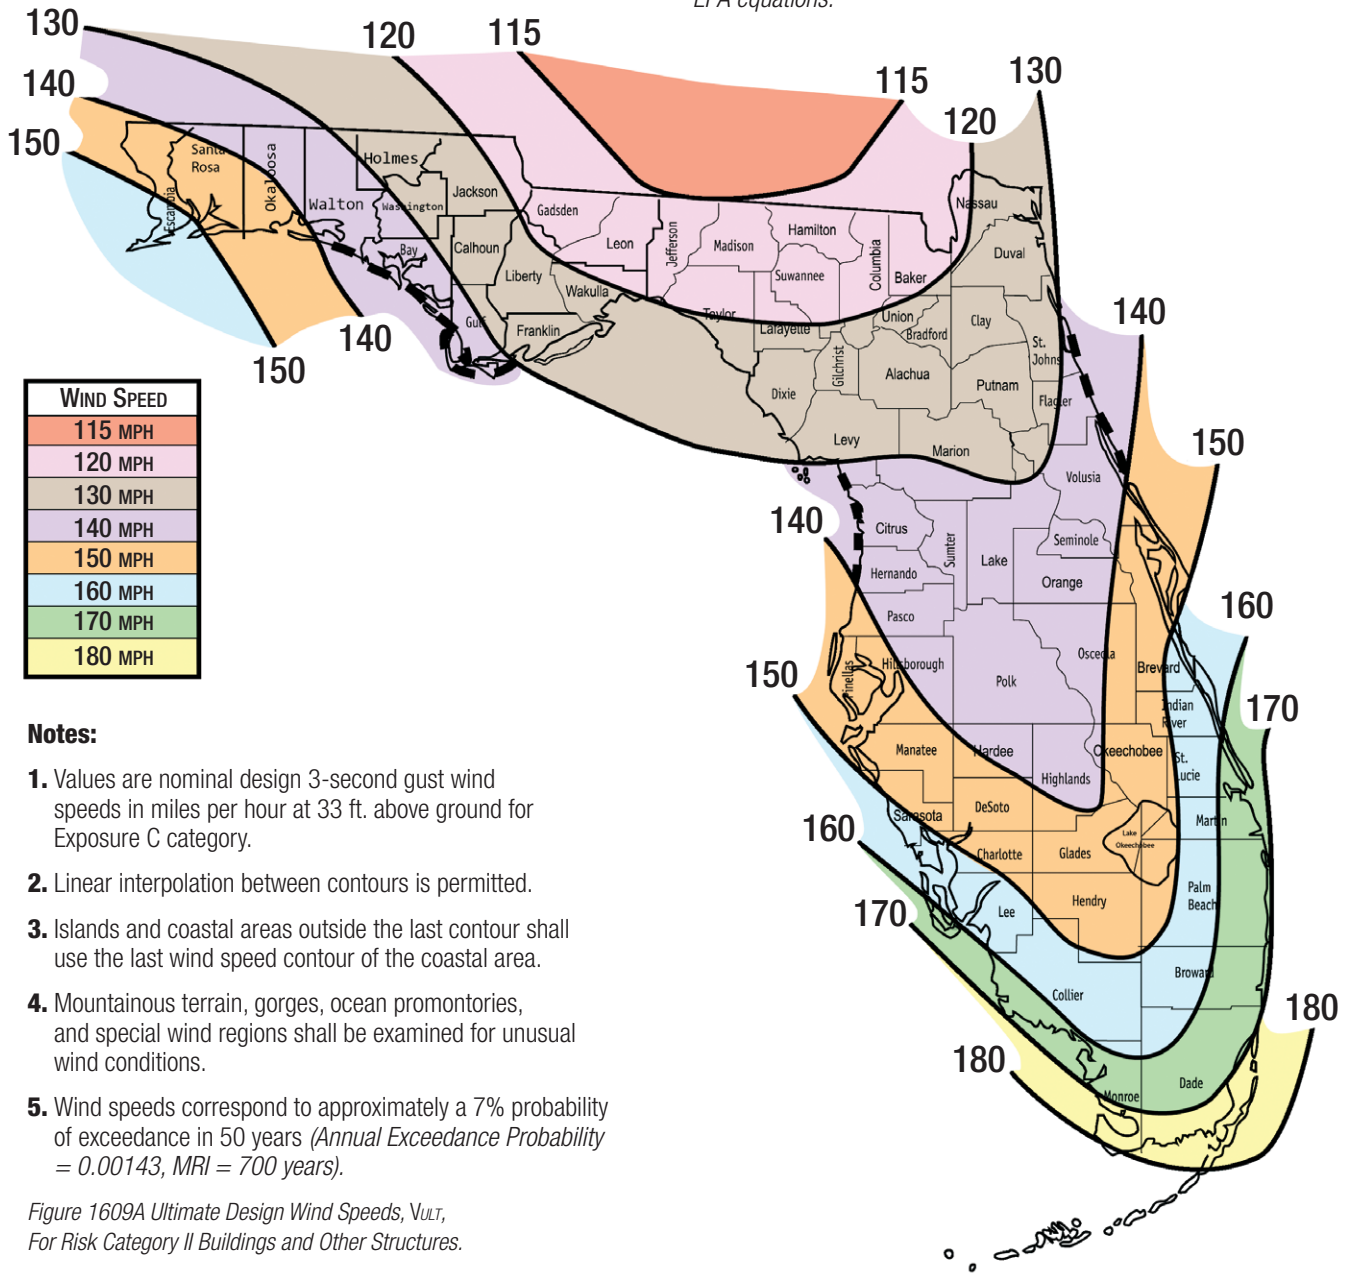 EPA equations.
130
120
115
115
130
140
120
150
Santa
Rosa
Okaloosa
Escambia
Holmes
Walton
Washington
Jackson
Bay
Calhoun
Gulf
Liberty
Franklin
Gadsden
Leon
Wakulla
Jefferson
Madison
Taylor
Hamilton
Suwannee
Lafayette
Columbia
Baker
Nassau
Duval
Union
Bradford
Clay
St.
Johns
Gilchrist
Alachua
Putnam
Flagler
Dixie
Levy
Marion
140
150
140
150
WIND SPEED
115 MPH
120 MPH
130 MPH
140 MPH
150 MPH
160 MPH
170 MPH
180 MPH
140
Volusia
Citrus
Sumter
Lake
Seminole
Hernando
Orange
Pasco
160
150
Pinellas
Hillsborough
Polk
Osceola
Brevard
Indian
River
170
Manatee
Hardee
Highlands
Okeechobee
St.
Lucie
Sarasota
DeSoto
Martin
160
Charlotte
Glades
Lake
Okeechobee
170
Lee
Hendry
Palm
Beach
Collier
Broward
180
180
Monroe
Dade
Notes:
1. Values are nominal design 3-second gust wind
speeds in miles per hour at 33 ft. above ground for
Exposure C category.
2. Linear interpolation between contours is permitted.
3. Islands and coastal areas outside the last contour shall
use the last wind speed contour of the coastal area.
4. Mountainous terrain, gorges, ocean promontories,
and special wind regions shall be examined for unusual
wind conditions.
5. Wind speeds correspond to approximately a 7% probability
of exceedance in 50 years (Annual Exceedance Probability
= 0.00143, MRI = 700 years).
Figure 1609A Ultimate Design Wind Speeds, VULT,
For Risk Category II Buildings and Other Structures.